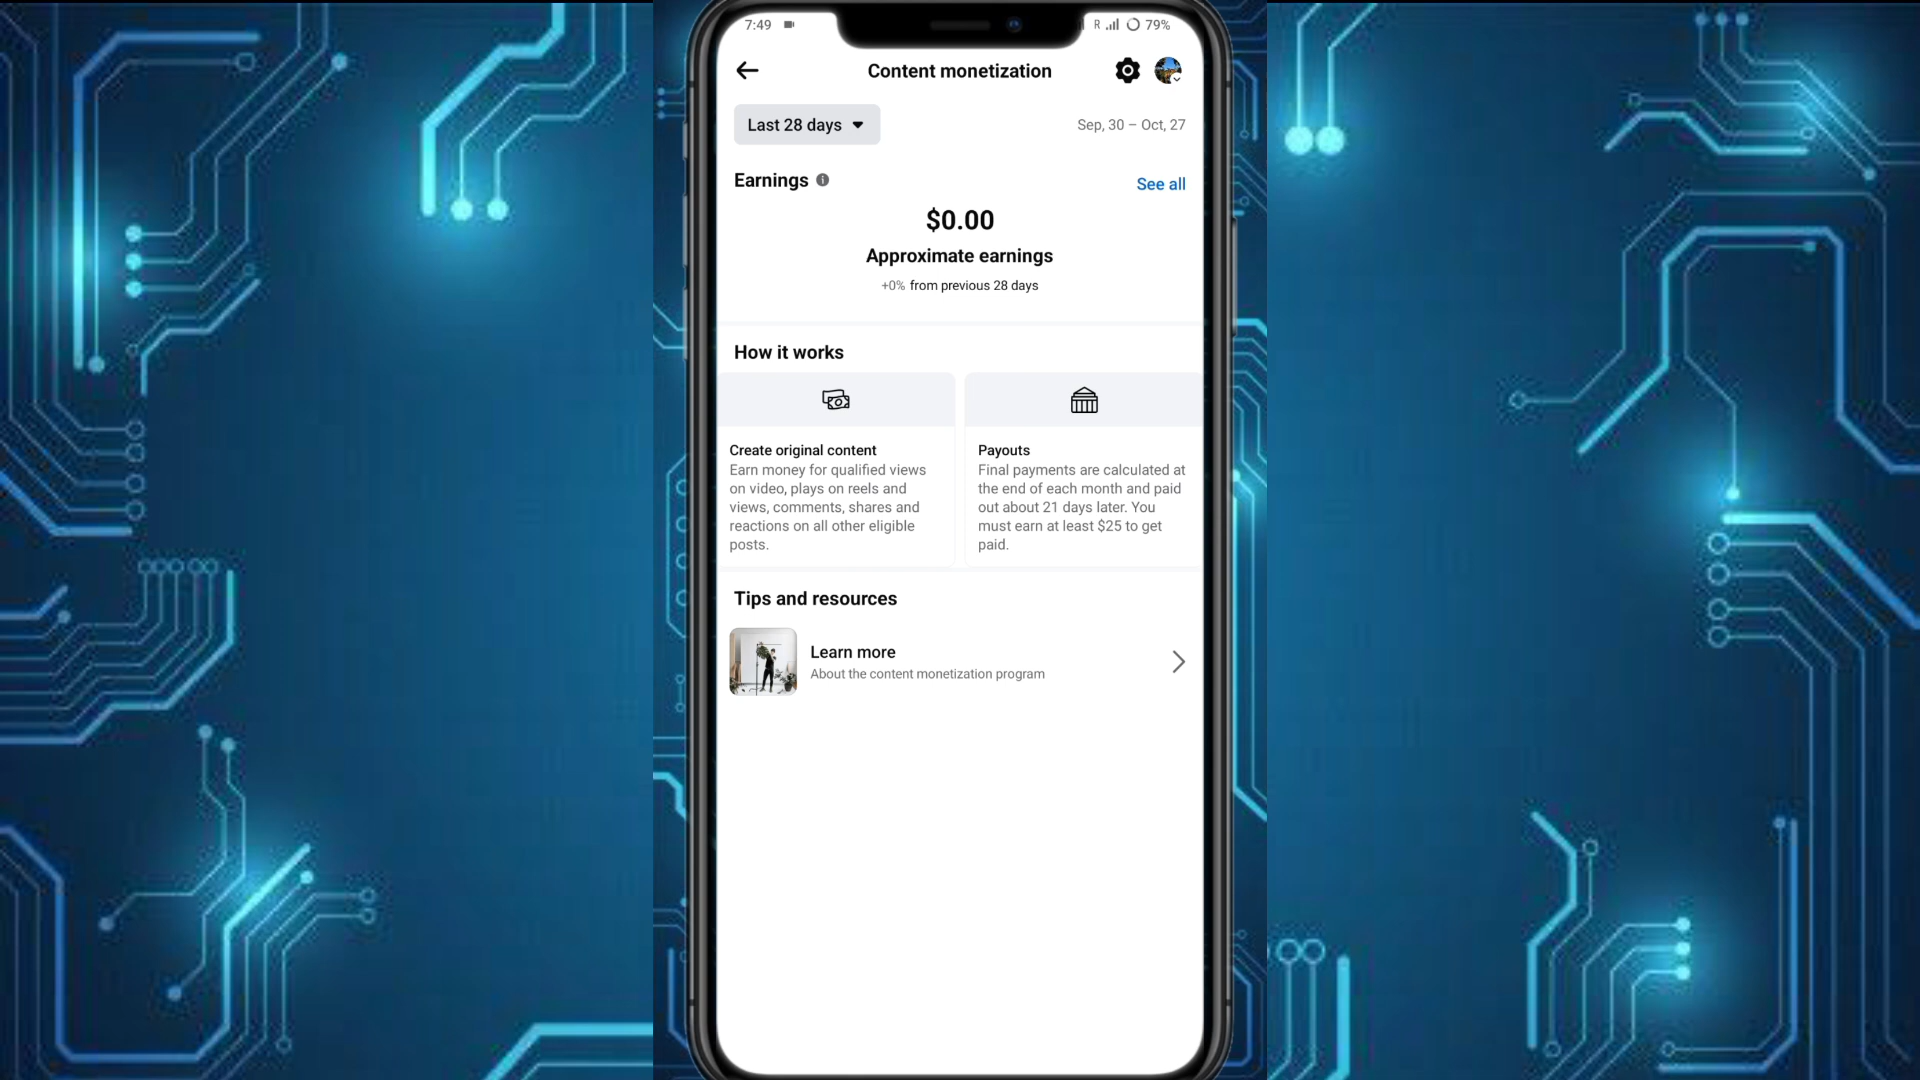 7:49
R
79%
Content monetization
Last 28 days
Sep, 30 – Oct, 27
Earnings
See all
$0.00
Approximate earnings
+0% from previous 28 days
How it works
Create original content
Earn money for qualified views
on video, plays on reels and
views, comments, shares and
reactions on all other eligible
posts.
Payouts
Final payments are calculated at
the end of each month and paid
out about 21 days later. You
must earn at least $25 to get
paid.
Tips and resources
Learn more
About the content monetization program